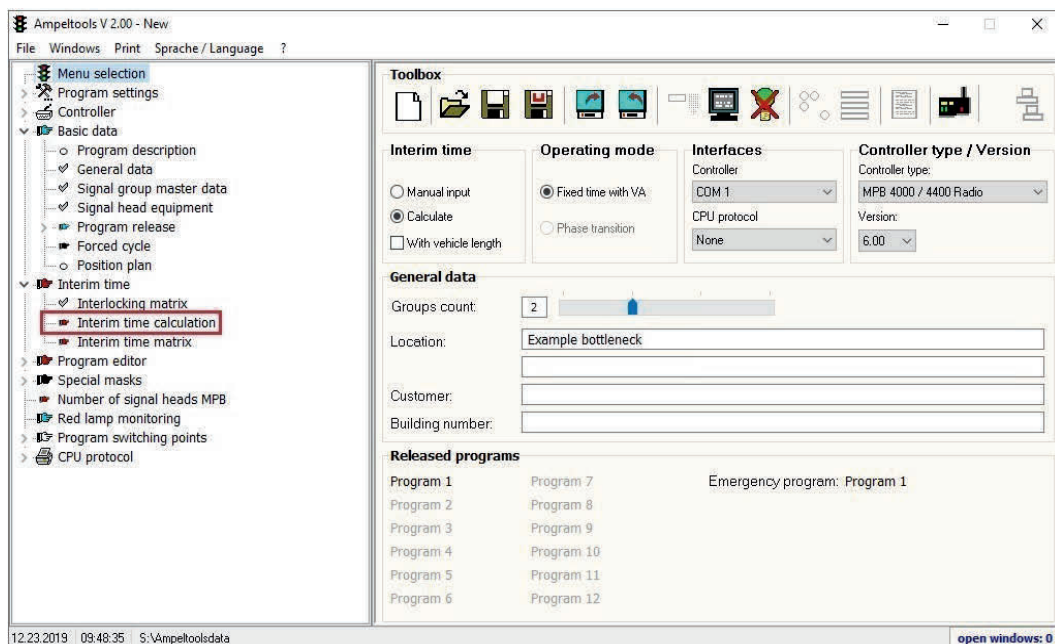 Ampeltools V 2.00 - New
File Windows Print Sprache / Language ?
Menu selection
Program settings
Controller
Basic data
Program description
General data
Signal group master data
Signal head equipment
Program release
Forced cycle
Position plan
Interim time
Interlocking matrix
Interim time calculation
Interim time matrix
Program editor
Special masks
Number of signal heads MPB
Red lamp monitoring
Program switching points
CPU protocol
Toolbox
Interim time
Manual input
Calculate
With vehicle length
Operating mode
Fixed time with VA
Phase transition
Interfaces
Controller
COM 1
CPU protocol
None
Controller type / Version
Controller type:
MPB 4000 / 4400 Radio
Version:
6.00
General data
Groups count: 2
Location: Example bottleneck
Customer:
Building number:
Released programs
Program 1 Program 7 Emergency program: Program 1
Program 2 Program 8
Program 3 Program 9
Program 4 Program 10
Program 5 Program 11
Program 6 Program 12
12.23.2019 09:48:35 S:\Ampeltoolsdata open windows: 0